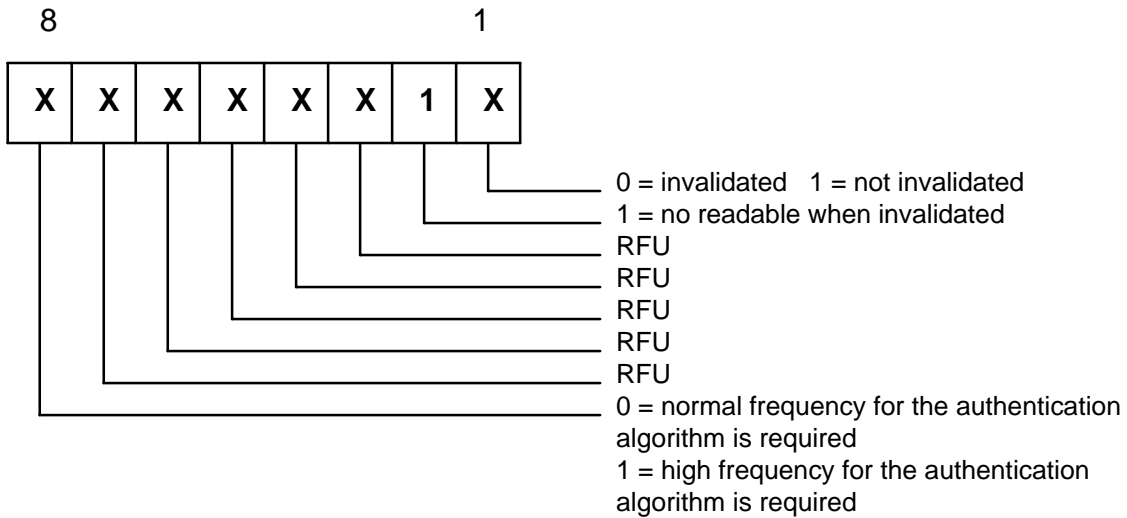 8 1
X X X X X X 1 X
0 = invalidated 1 = not invalidated
1 = no readable when invalidated
RFU
RFU
RFU
RFU
RFU
0 = normal frequency for the authentication
algorithm is required
1 = high frequency for the authentication
algorithm is required